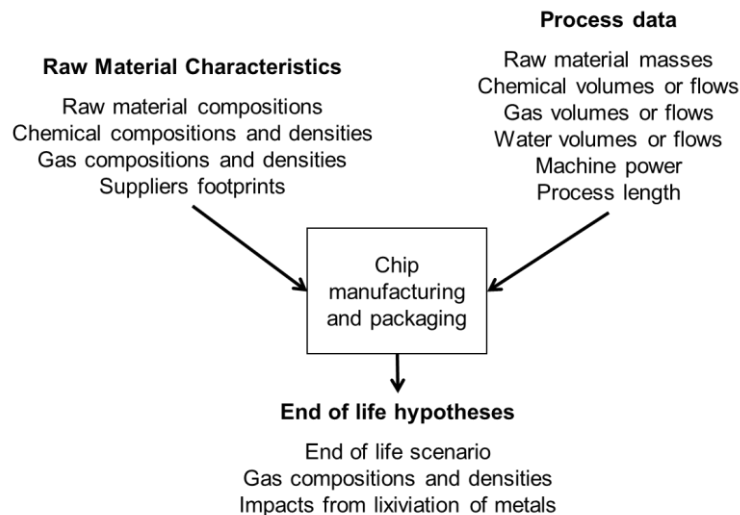 Process data
Raw material masses
Chemical volumes or flows
Gas volumes or flows
Water volumes or flows
Machine power
Process length
Raw Material Characteristics
Raw material compositions
Chemical compositions and densities
Gas compositions and densities
Suppliers footprints
Chip
manufacturing
and packaging
End of life hypotheses
End of life scenario
Gas compositions and densities
Impacts from lixiviation of metals